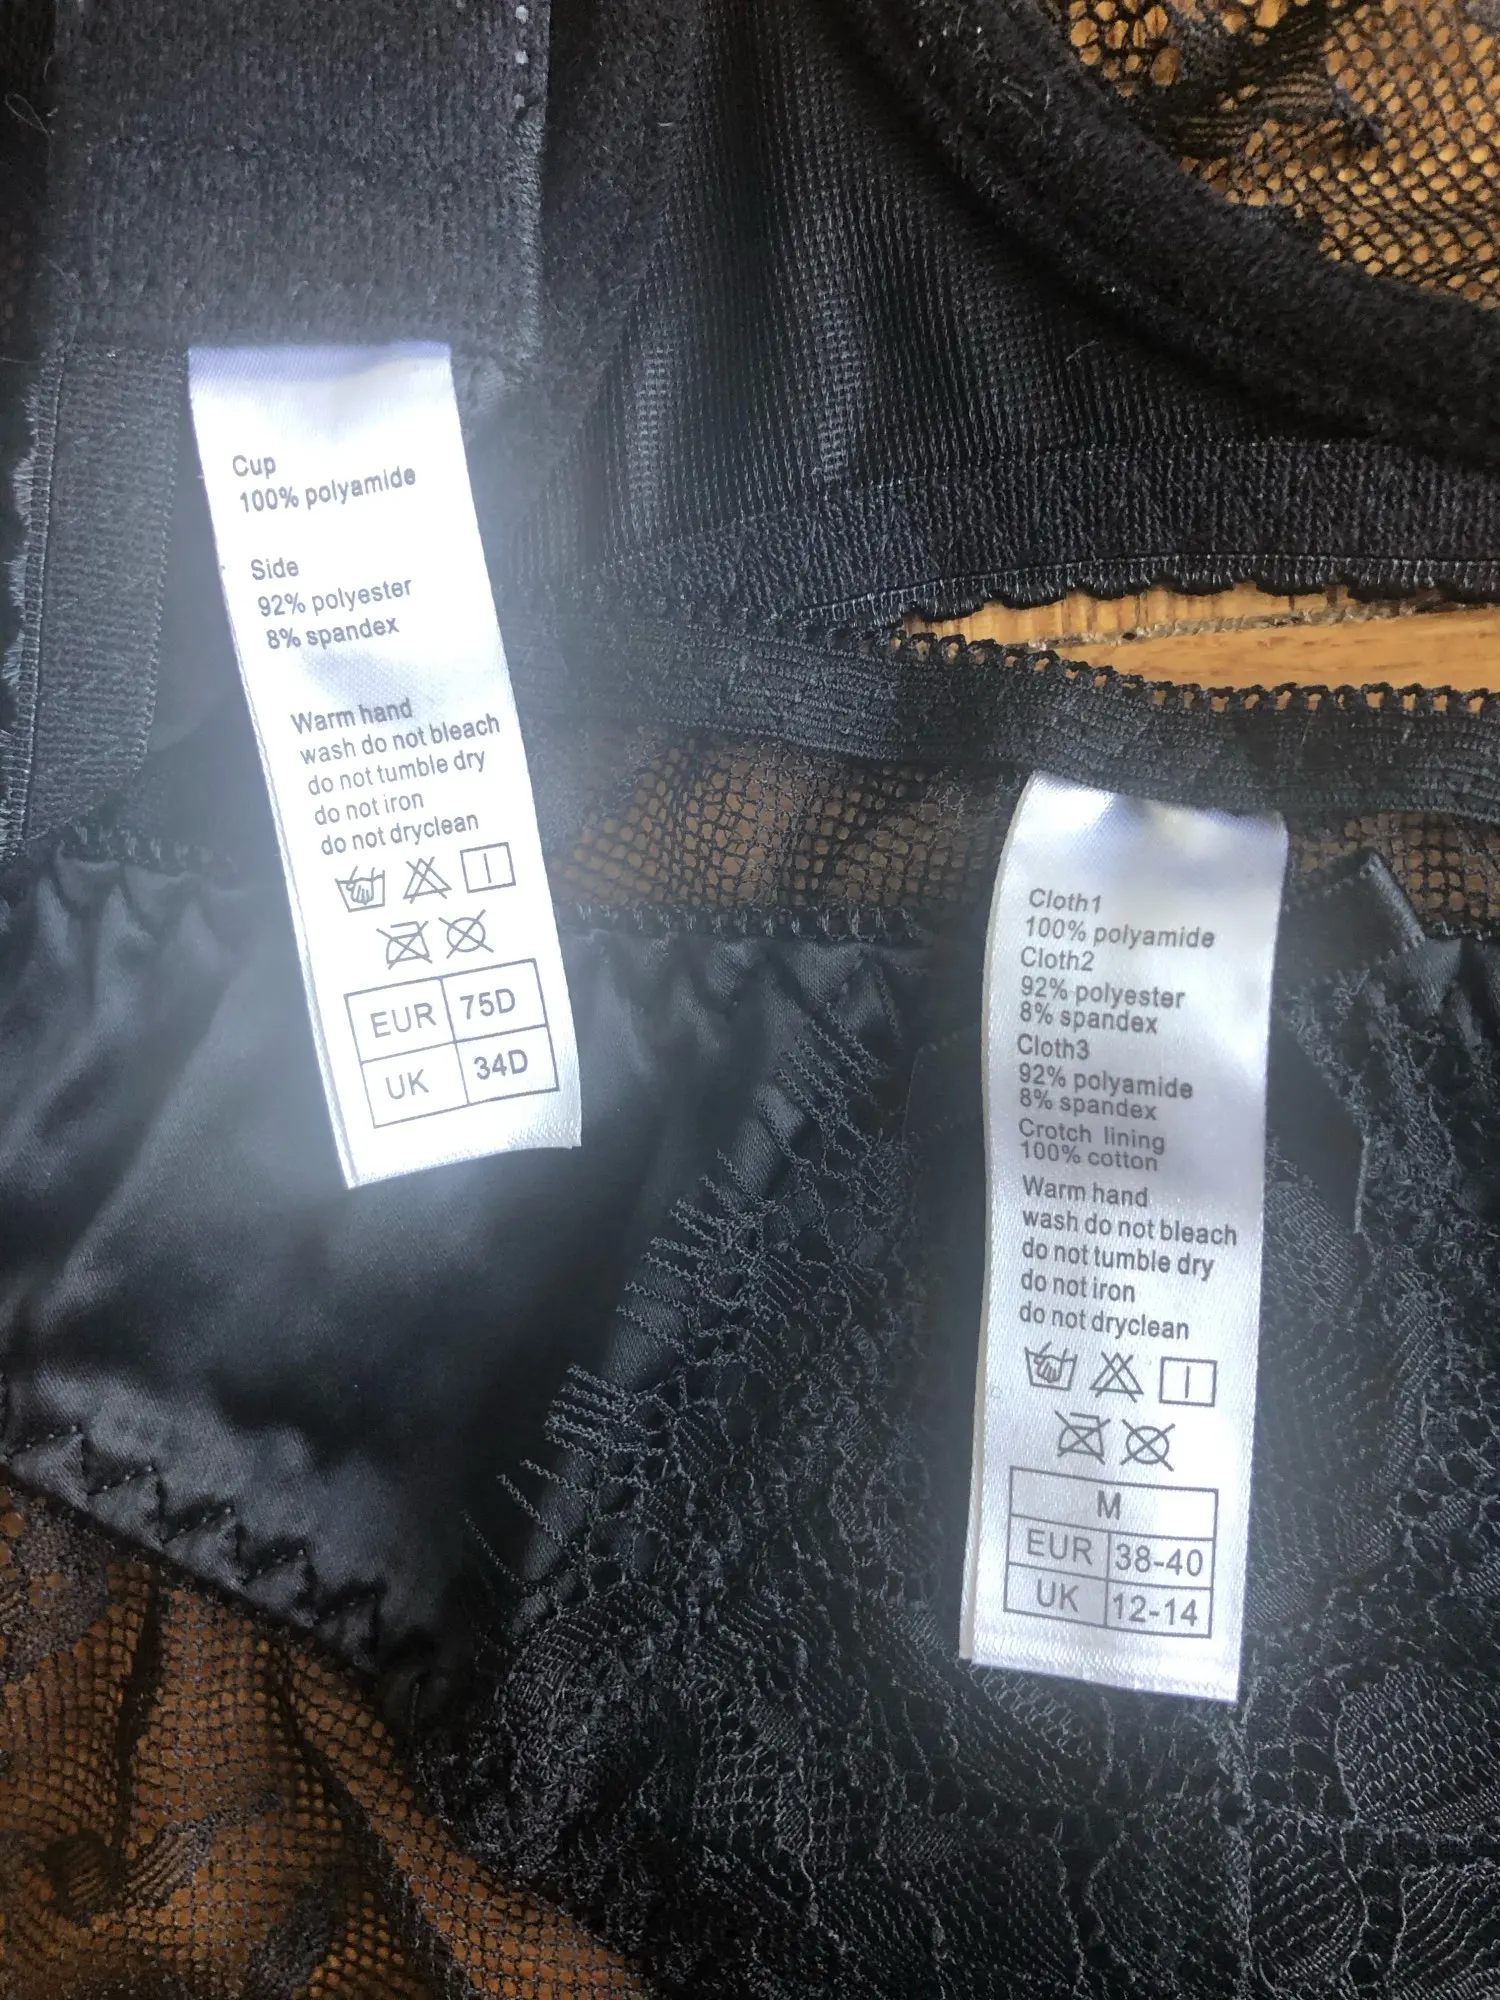 Cup
100% polyamide
Side
92% polyester
8% spandex
Warm hand
wash do not bleach
do not tumble dry
do not iron
do not dryclean
EUR 75D
UK 34D
Cloth1
100% polyamide
Cloth2
92% polyester
8% spandex
Cloth3
92% polyamide
8% spandex
Crotch lining
100% cotton
Warm hand
wash do not bleach
do not tumble dry
do not iron
do not dryclean
M
EUR 38-40
UK 12-14